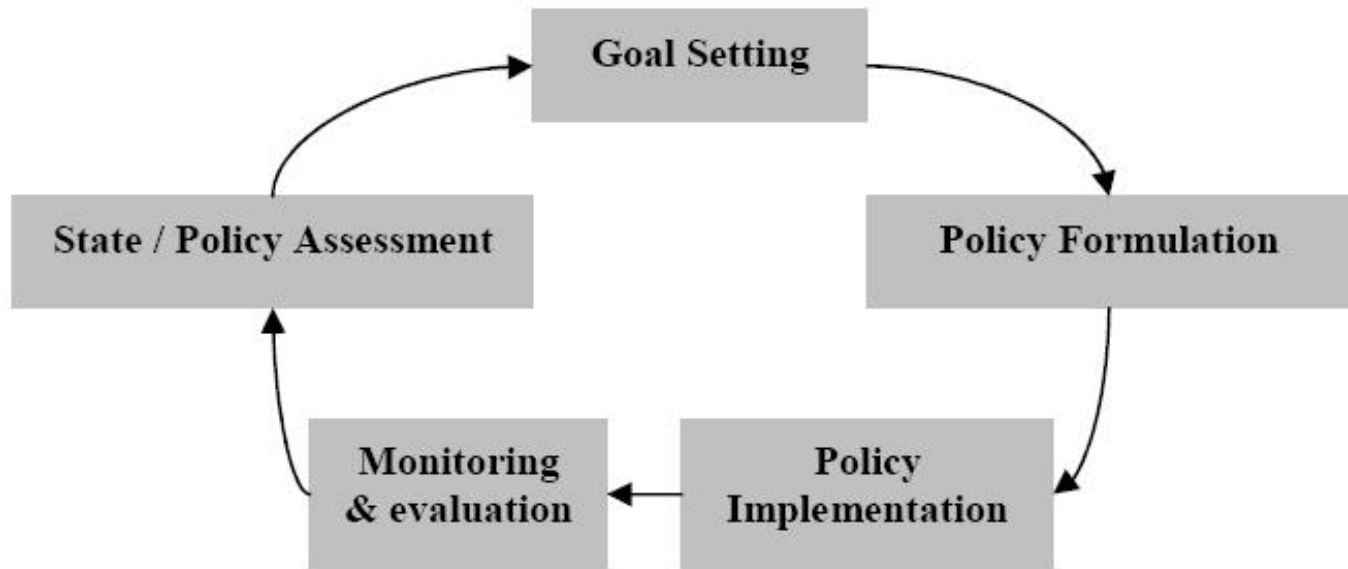 Goal Setting
State / Policy Assessment
Policy Formulation
Monitoring
& evaluation
Policy
Implementation